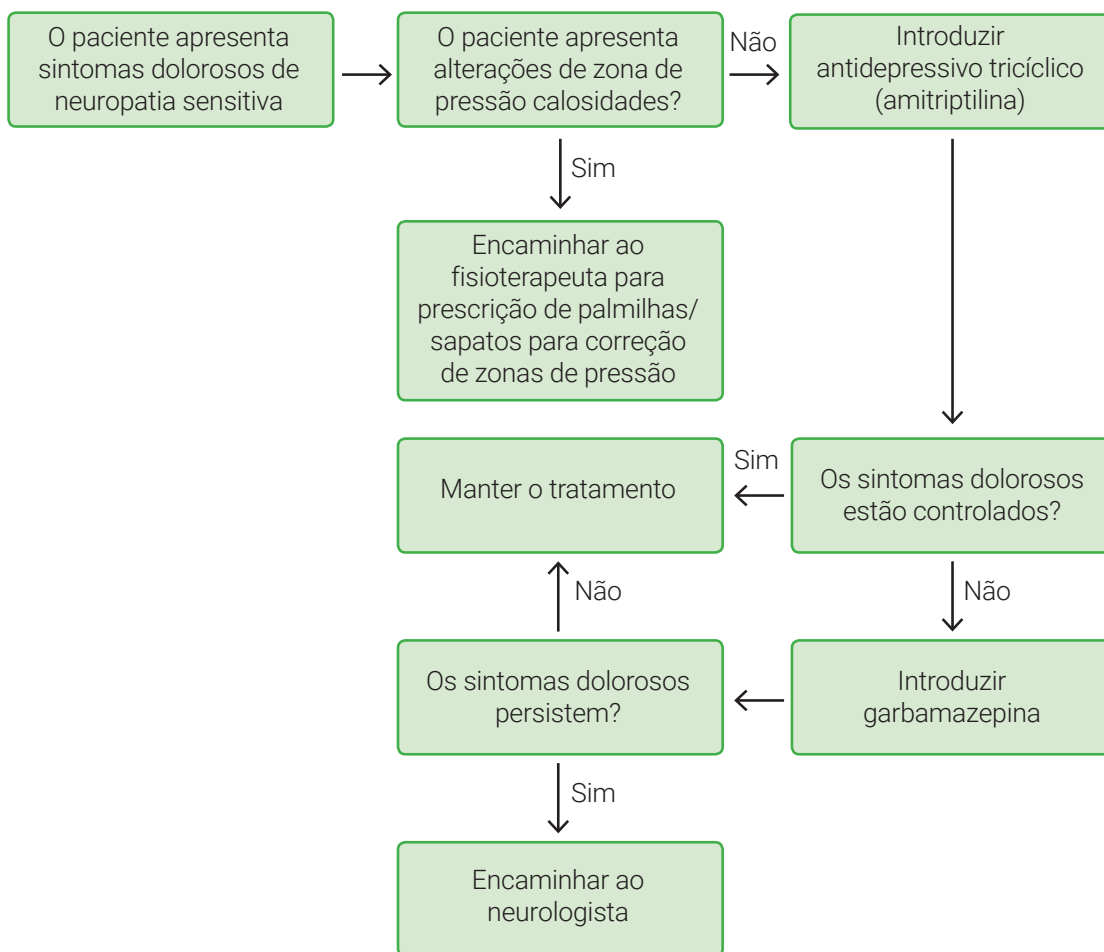 O paciente apresenta
sintomas dolorosos de
neuropatia sensitiva
O paciente apresenta
alterações de zona de
pressão calosidades?
Não
Introduzir
antidepressivo tricíclico
(amitriptilina)
Sim
Encaminhar ao
fisioterapeuta para
prescrição de palmilhas/
sapatos para correção
de zonas de pressão
Manter o tratamento
Sim
Os sintomas dolorosos
estão controlados?
Não
Não
Os sintomas dolorosos
persistem?
Introduzir
garbamazepina
Sim
Encaminhar ao
neurologista